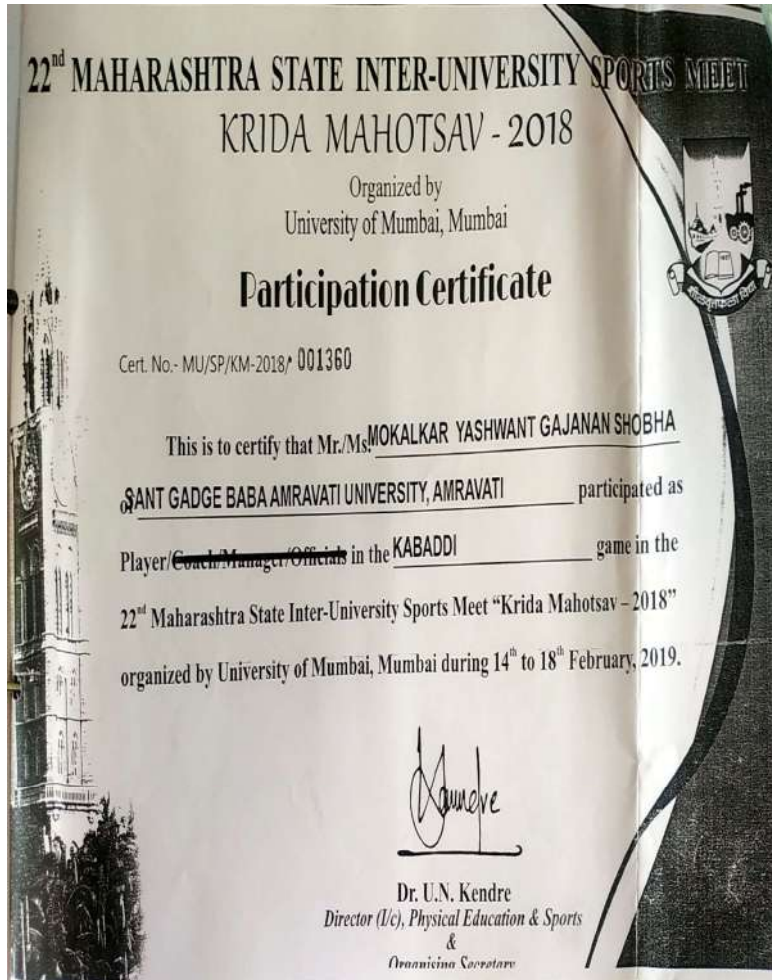 22nd MAHARASHTRA STATE INTER-UNIVERSITY SPORTS MEET
KRIDA MAHOTSAV - 2018
Organized by
University of Mumbai, Mumbai
Participation Certificate
Cert. No.- MU/SP/KM-2018/ 001360
This is to certify that Mr./Ms. MOKALKAR YASHWANT GAJANAN SHOBHA
of SANT GADGE BABA AMRAVATI UNIVERSITY, AMRAVATI participated as
Player/Coach/Manager/Officials in the KABADDI game in the
22nd Maharashtra State Inter-University Sports Meet “Krida Mahotsav – 2018”
organized by University of Mumbai, Mumbai during 14th to 18th February, 2019.
Dr. U.N. Kendre
Director (I/c), Physical Education & Sports
&
Organising Secretary